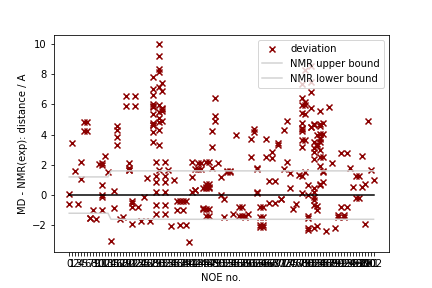 10
8
6
4
2
0
−2
MD - NMR(exp): distance / A
deviation
NMR upper bound
NMR lower bound
NOE no.